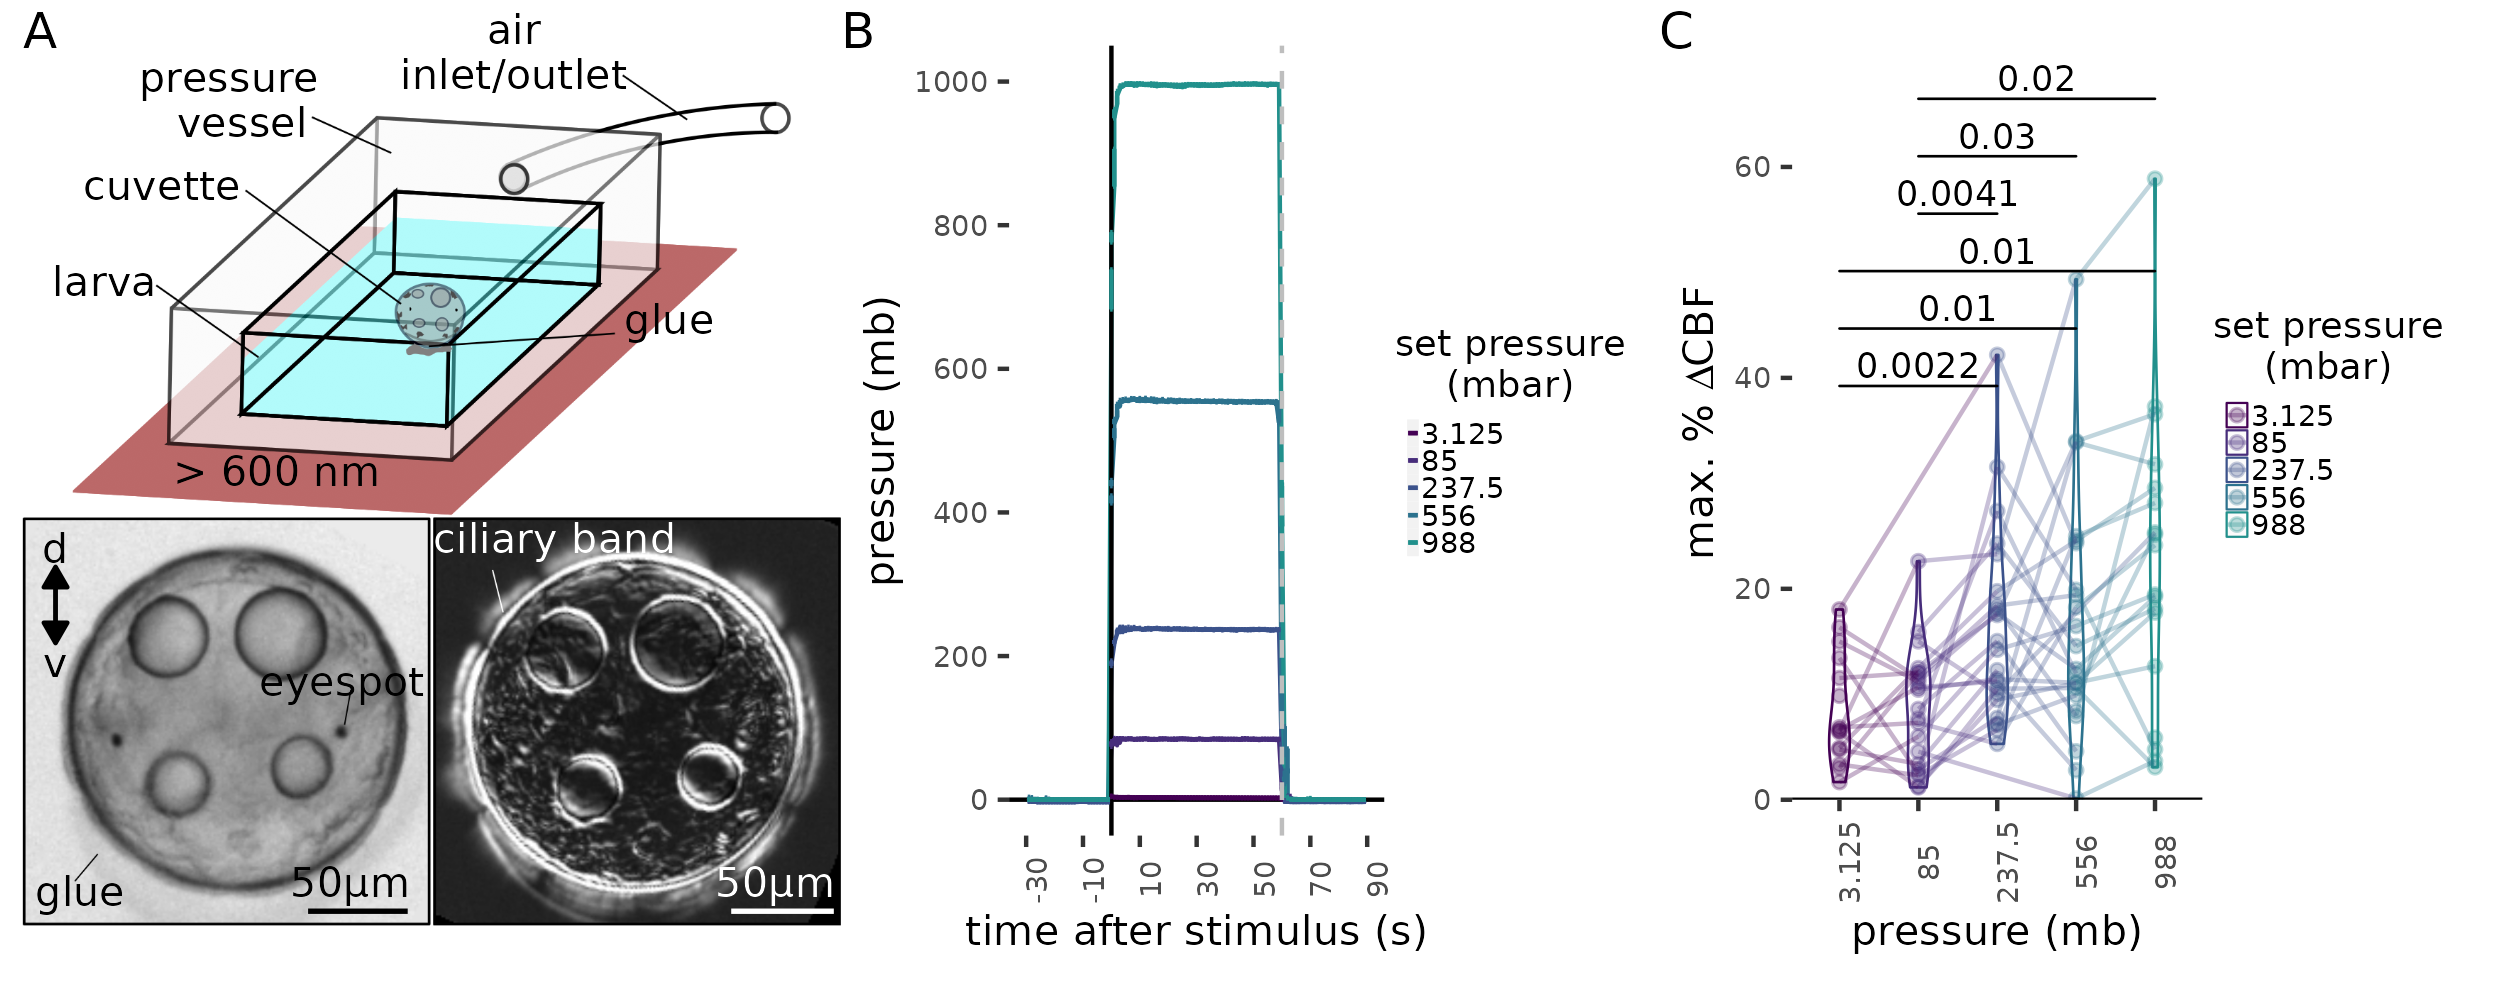 A
air
inlet/outlet
pressure
vessel
cuvette
larva
glue
> 600 nm
d
v
eyespot
glue
50µm
ciliary band
50µm
B
pressure (mb)
1000
800
600
400
200
0
-30
-10
10
30
50
70
90
time after stimulus (s)
set pressure
(mbar)
3.125
85
237.5
556
988
C
max. % ΔCBF
60
40
20
0
0.02
0.03
0.0041
0.01
0.01
0.0022
3.125
85
237.5
556
988
pressure (mb)
set pressure
(mbar)
3.125
85
237.5
556
988